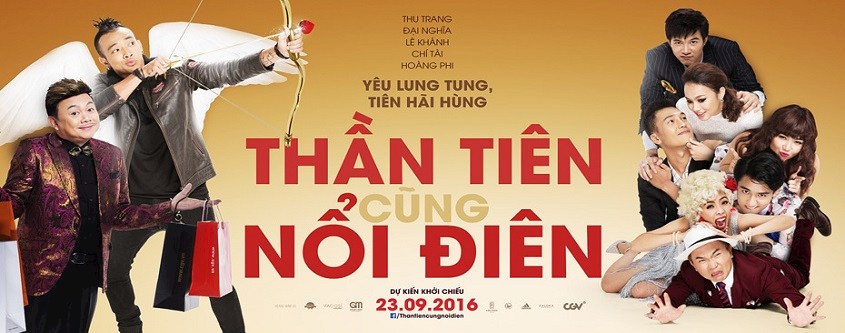 THU TRANG
ĐẠI NGHĨA
LÊ KHÁNH
CHÍ TÀI
HOÀNG PHI
YÊU LUNG TUNG,
TIÊN HÃI HÙNG
THẦN TIÊN
CŨNG
NỔI ĐIÊN
DỰ KIẾN KHỞI CHIẾU
23.09.2016
/Thantiencungnoidien
CGV